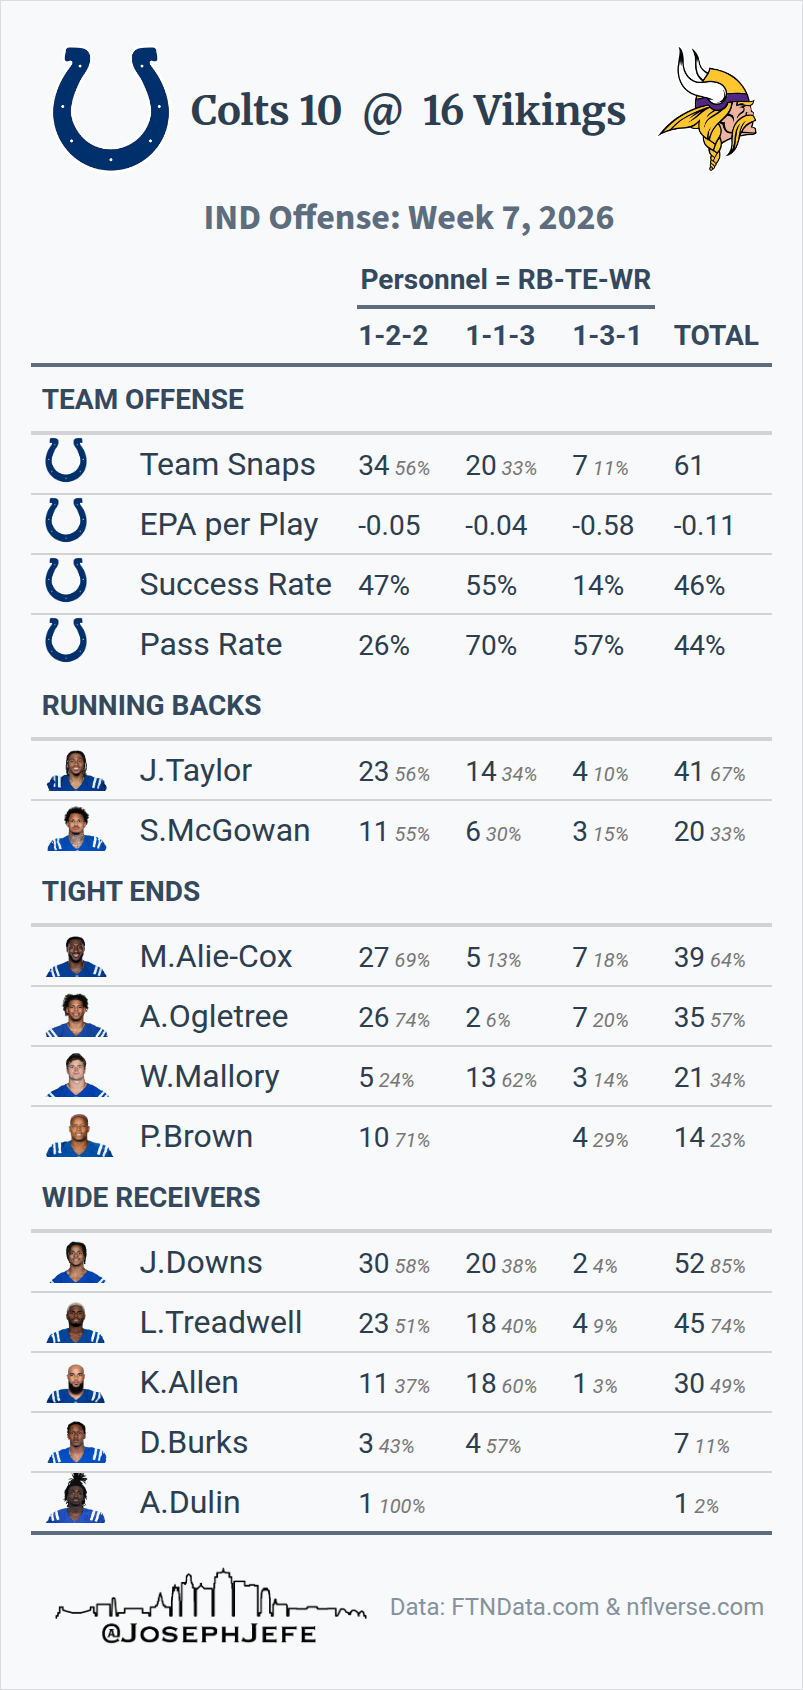 Colts 10 @ 16 Vikings
IND Offense: Week 7, 2026
Personnel = RB-TE-WR
1-2-2 1-1-3 1-3-1 TOTAL
TEAM OFFENSE
Team Snaps 34 56% 20 33% 7 11% 61
EPA per Play -0.05 -0.04 -0.58 -0.11
Success Rate 47% 55% 14% 46%
Pass Rate 26% 70% 57% 44%
RUNNING BACKS
J.Taylor 23 56% 14 34% 4 10% 41 67%
S.McGowan 11 55% 6 30% 3 15% 20 33%
TIGHT ENDS
M.Alie-Cox 27 69% 5 13% 7 18% 39 64%
A.Ogletree 26 74% 2 6% 7 20% 35 57%
W.Mallory 5 24% 13 62% 3 14% 21 34%
P.Brown 10 71% 4 29% 14 23%
WIDE RECEIVERS
J.Downs 30 58% 20 38% 2 4% 52 85%
L.Treadwell 23 51% 18 40% 4 9% 45 74%
K.Allen 11 37% 18 60% 1 3% 30 49%
D.Burks 3 43% 4 57% 7 11%
A.Dulin 1 100% 1 2%
Data: FTNData.com & nflverse.com
@JosephJefe